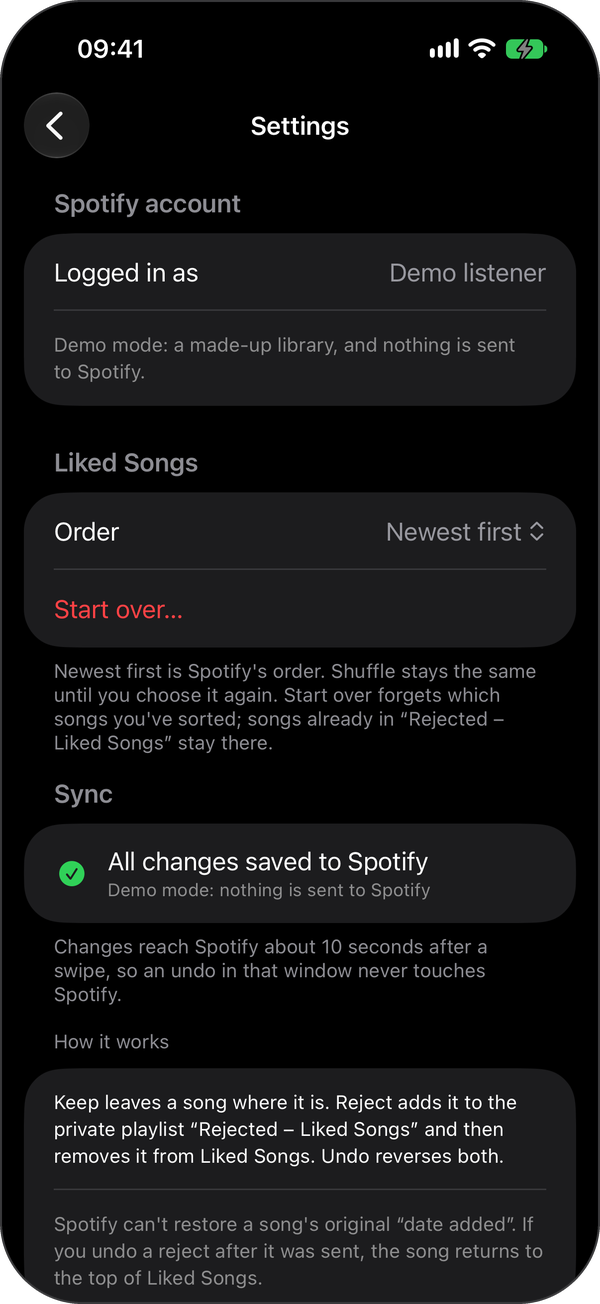 09:41
Settings
Spotify account
Logged in as Demo listener
Demo mode: a made-up library, and nothing is sent
to Spotify.
Liked Songs
Order Newest first
Start over...
Newest first is Spotify's order. Shuffle stays the same
until you choose it again. Start over forgets which
songs you've sorted; songs already in “Rejected –
Liked Songs” stay there.
Sync
All changes saved to Spotify
Demo mode: nothing is sent to Spotify
Changes reach Spotify about 10 seconds after a
swipe, so an undo in that window never touches
Spotify.
How it works
Keep leaves a song where it is. Reject adds it to the
private playlist “Rejected – Liked Songs” and then
removes it from Liked Songs. Undo reverses both.
Spotify can't restore a song's original “date added”. If
you undo a reject after it was sent, the song returns to
the top of Liked Songs.